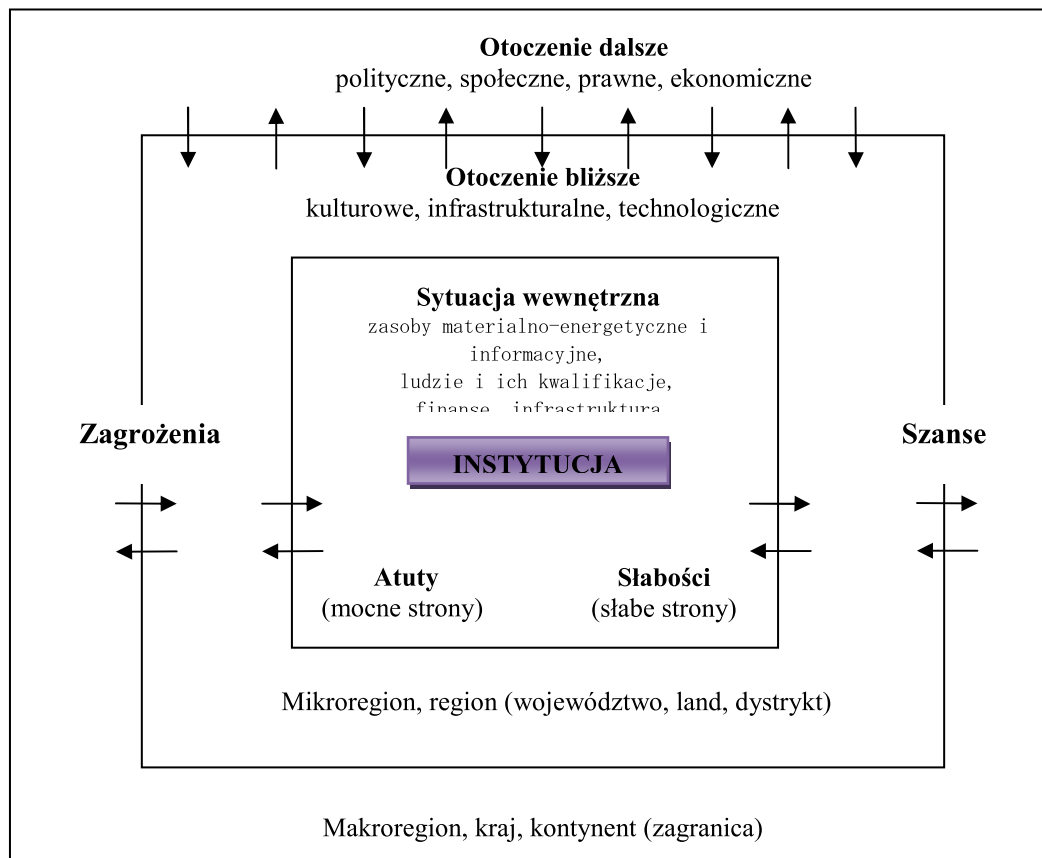 Otoczenie dalsze
polityczne, społeczne, prawne, ekonomiczne
Otoczenie bliższe
kulturowe, infrastrukturalne, technologiczne
Sytuacja wewnętrzna
zasoby materialno-energetyczne i
informacyjne,
ludzie i ich kwalifikacje,
finanse, infrastruktura
Zagrożenia
Szanse
INSTYTUCJA
Atuty
(mocne strony)
Słabości
(słabe strony)
Mikroregion, region (województwo, land, dystrykt)
Makroregion, kraj, kontynent (zagranica)